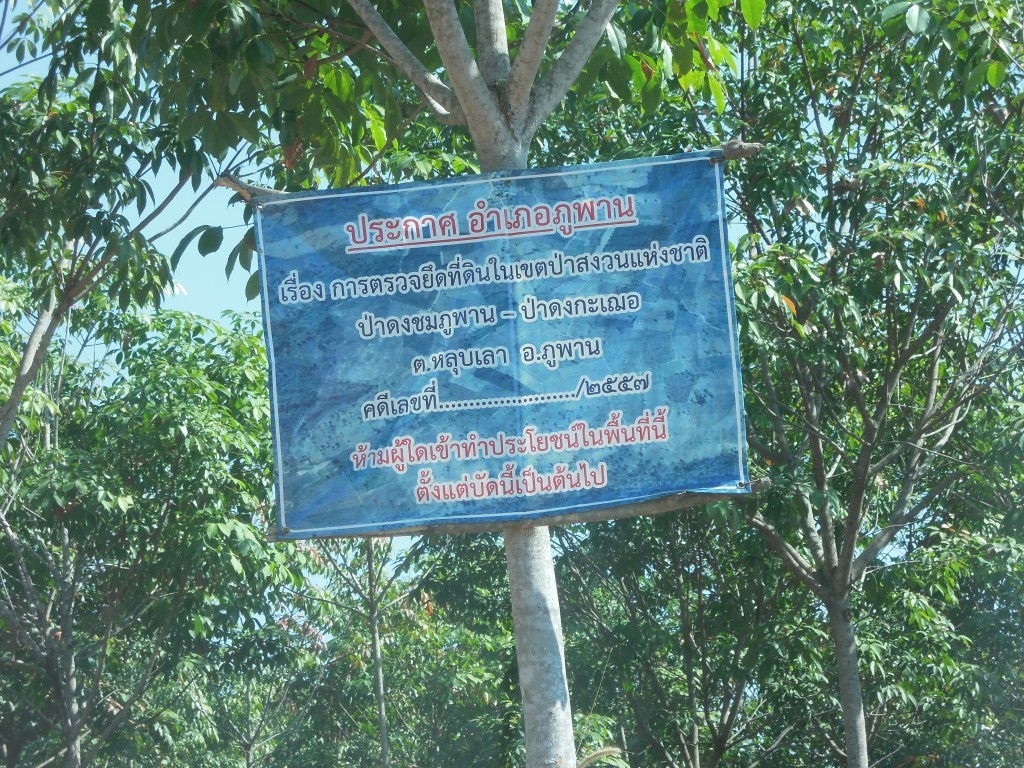 ประกาศ อำเภอภูพาน
เรื่อง การตรวจยึดที่ดินในเขตป่าสงวนแห่งชาติ
ป่าดงชมภูพาน – ป่าดงกะเฌอ
ต.หลุบเลา อ.ภูพาน
คดีเลขที่...................../๒๕๕๗
ห้ามผู้ใดเข้าทำประโยชน์ในพื้นที่นี้
ตั้งแต่บัดนี้เป็นต้นไป